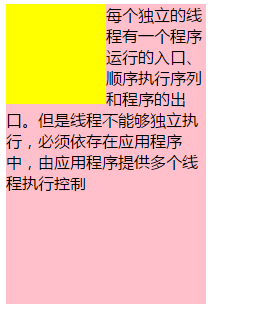 每个独立的线
程有一个程序
运行的入口、
顺序执行序列
和程序的出
口。但是线程不能够独立执
行，必须依存在应用程序
中，由应用程序提供多个线
程执行控制